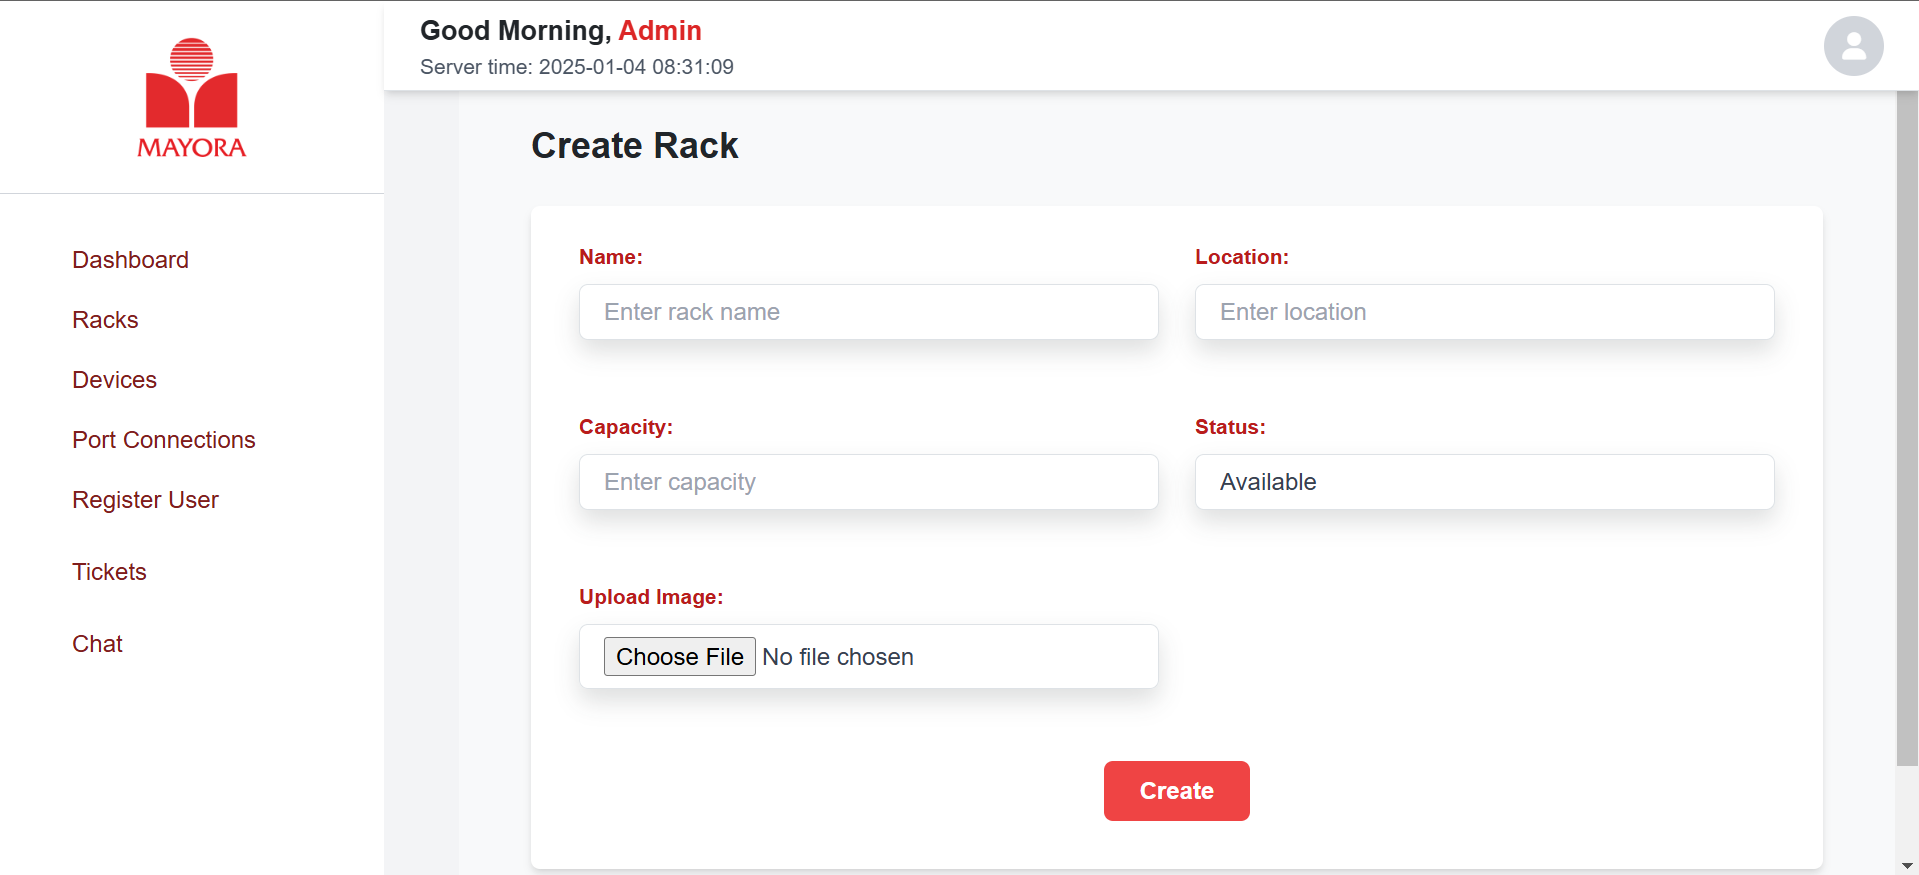 MAYORA
Dashboard
Racks
Devices
Port Connections
Register User
Tickets
Chat
Good Morning, Admin
Server time: 2025-01-04 08:31:09
Create Rack
Name:
Enter rack name
Location:
Enter location
Capacity:
Enter capacity
Status:
Available
Upload Image:
Choose File No file chosen
Create